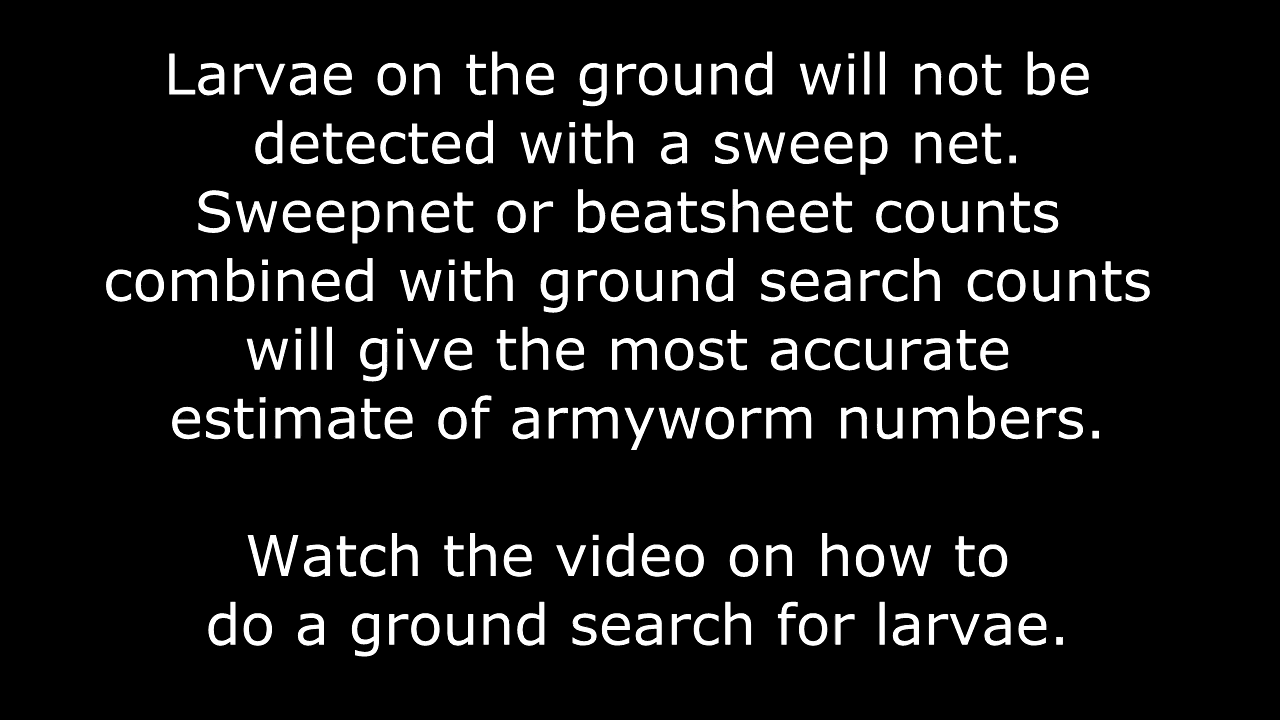 Larvae on the ground will not be
detected with a sweep net.
Sweepnet or beatsheet counts
combined with ground search counts
will give the most accurate
estimate of armyworm numbers.
Watch the video on how to
do a ground search for larvae.